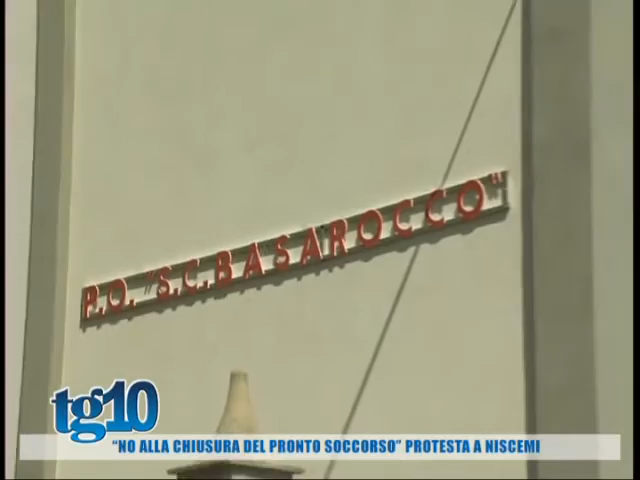 P.O. "S.C.BASAROCCO"
tg10
“NO ALLA CHIUSURA DEL PRONTO SOCCORSO” PROTESTA A NISCEMI